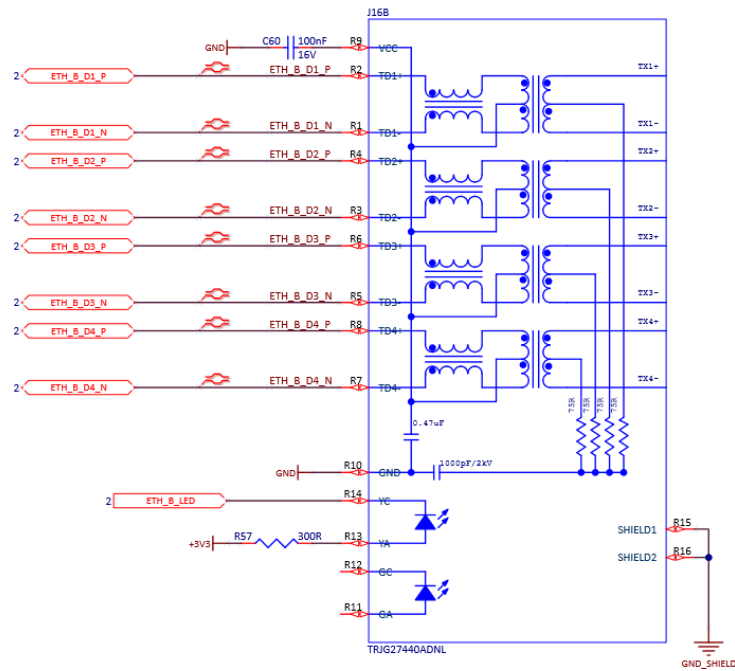 J16B
C60 100nF R9
GND VCC
16V
ETH_B_D1_P R2 TX1+
2 ETH_B_D1_P TD1+
ETH_B_D1_N R1 TX1-
2 ETH_B_D1_N TD1-
ETH_B_D2_P R4 TX2+
2 ETH_B_D2_P TD2+
ETH_B_D2_N R3 TX2-
2 ETH_B_D2_N TD2-
ETH_B_D3_P R6 TX3+
2 ETH_B_D3_P TD3+
ETH_B_D3_N R5 TX3-
2 ETH_B_D3_N TD3-
ETH_B_D4_P R8 TX4+
2 ETH_B_D4_P TD4+
ETH_B_D4_N R7 TX4-
2 ETH_B_D4_N TD4-
75R 75R 75R 75R
0.47uF
R10 1000pF/2kV
GND GND
R14
2 ETH_B_LED YC
R57 300R R13
+3V3 YA
R12
GC
R11
GA
SHIELD1 R15
SHIELD2 R16
TRJG27440ADNL
GND_SHIELD